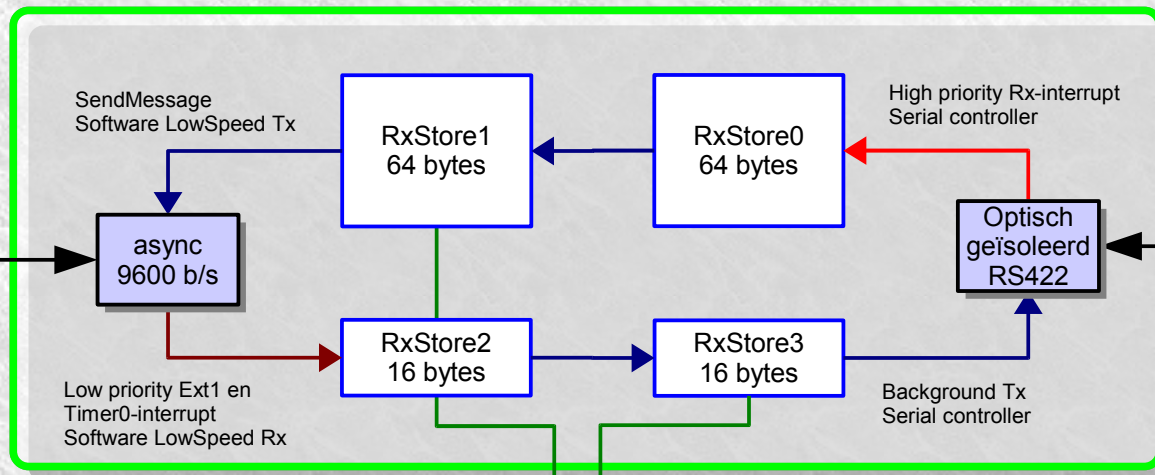 SendMessage
Software LowSpeed Tx
RxStore1
64 bytes
RxStore0
64 bytes
High priority Rx-interrupt
Serial controller
async
9600 b/s
Optisch
geïsoleerd
RS422
RxStore2
16 bytes
RxStore3
16 bytes
Low priority Ext1 en
Timer0-interrupt
Software LowSpeed Rx
Background Tx
Serial controller